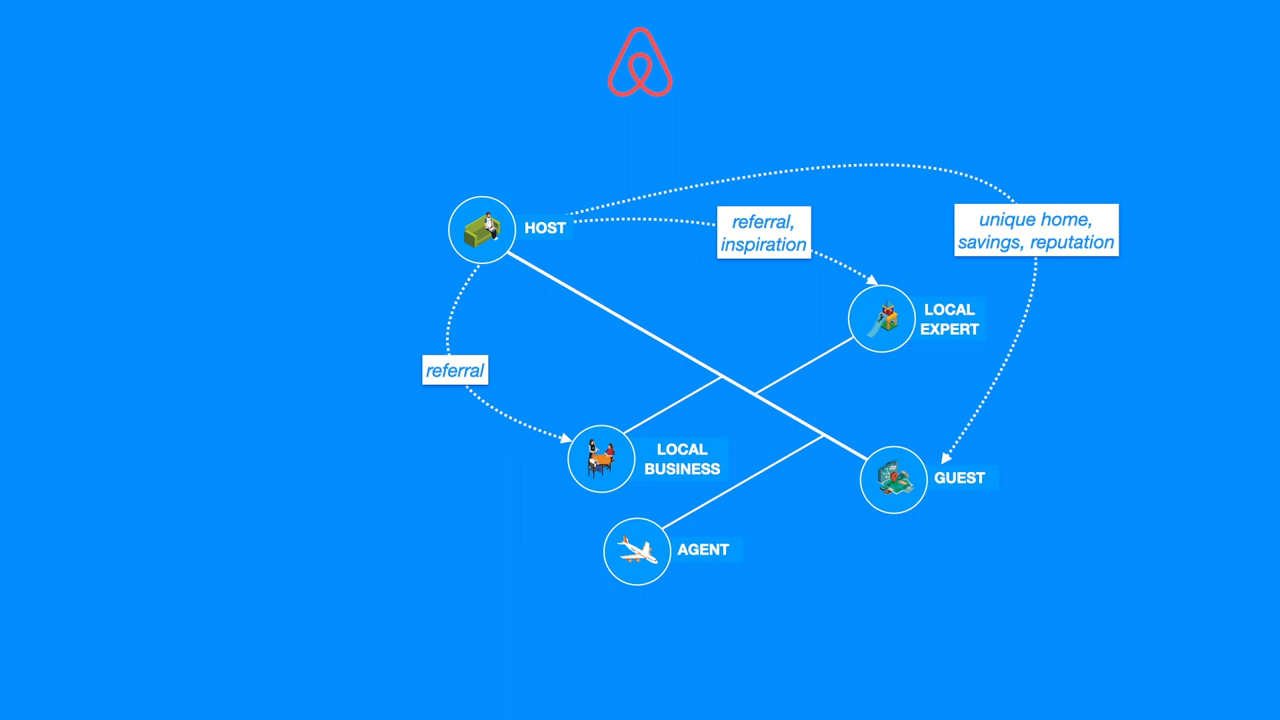 HOST
referral,
inspiration
unique home,
savings, reputation
LOCAL
EXPERT
referral
LOCAL
BUSINESS
GUEST
AGENT